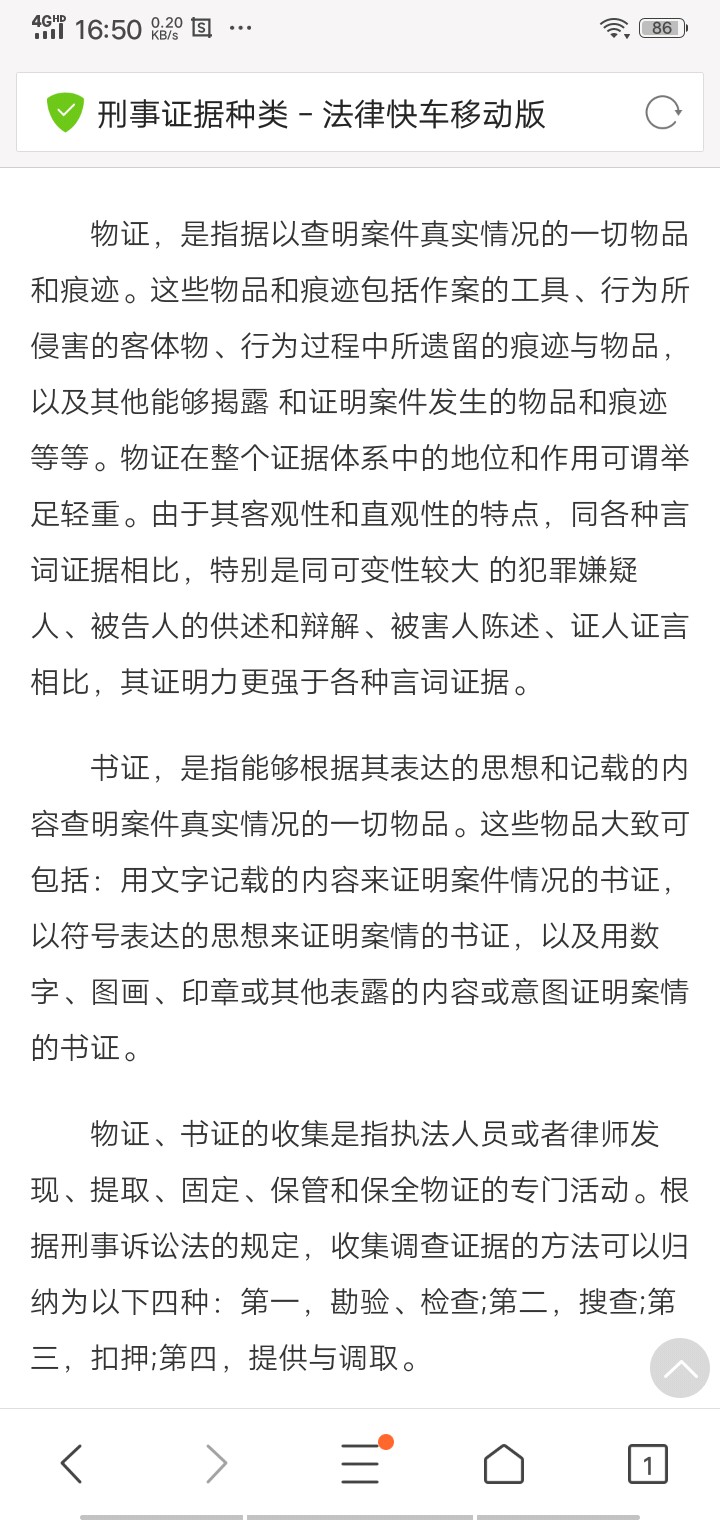 4G HD 16:50 0.20 KB/s S ··· 86
刑事证据种类 – 法律快车移动版
物证，是指据以查明案件真实情况的一切物品
和痕迹。这些物品和痕迹包括作案的工具、行为所
侵害的客体物、行为过程中所遗留的痕迹与物品，
以及其他能够揭露 和证明案件发生的物品和痕迹
等等。物证在整个证据体系中的地位和作用可谓举
足轻重。由于其客观性和直观性的特点，同各种言
词证据相比，特别是同可变性较大 的犯罪嫌疑
人、被告人的供述和辩解、被害人陈述、证人证言
相比，其证明力更强于各种言词证据。
书证，是指能够根据其表达的思想和记载的内
容查明案件真实情况的一切物品。这些物品大致可
包括：用文字记载的内容来证明案件情况的书证，
以符号表达的思想来证明案情的书证，以及用数
字、图画、印章或其他表露的内容或意图证明案情
的书证。
物证、书证的收集是指执法人员或者律师发
现、提取、固定、保管和保全物证的专门活动。根
据刑事诉讼法的规定，收集调查证据的方法可以归
纳为以下四种：第一，勘验、检查;第二，搜查;第
三，扣押;第四，提供与调取。
1